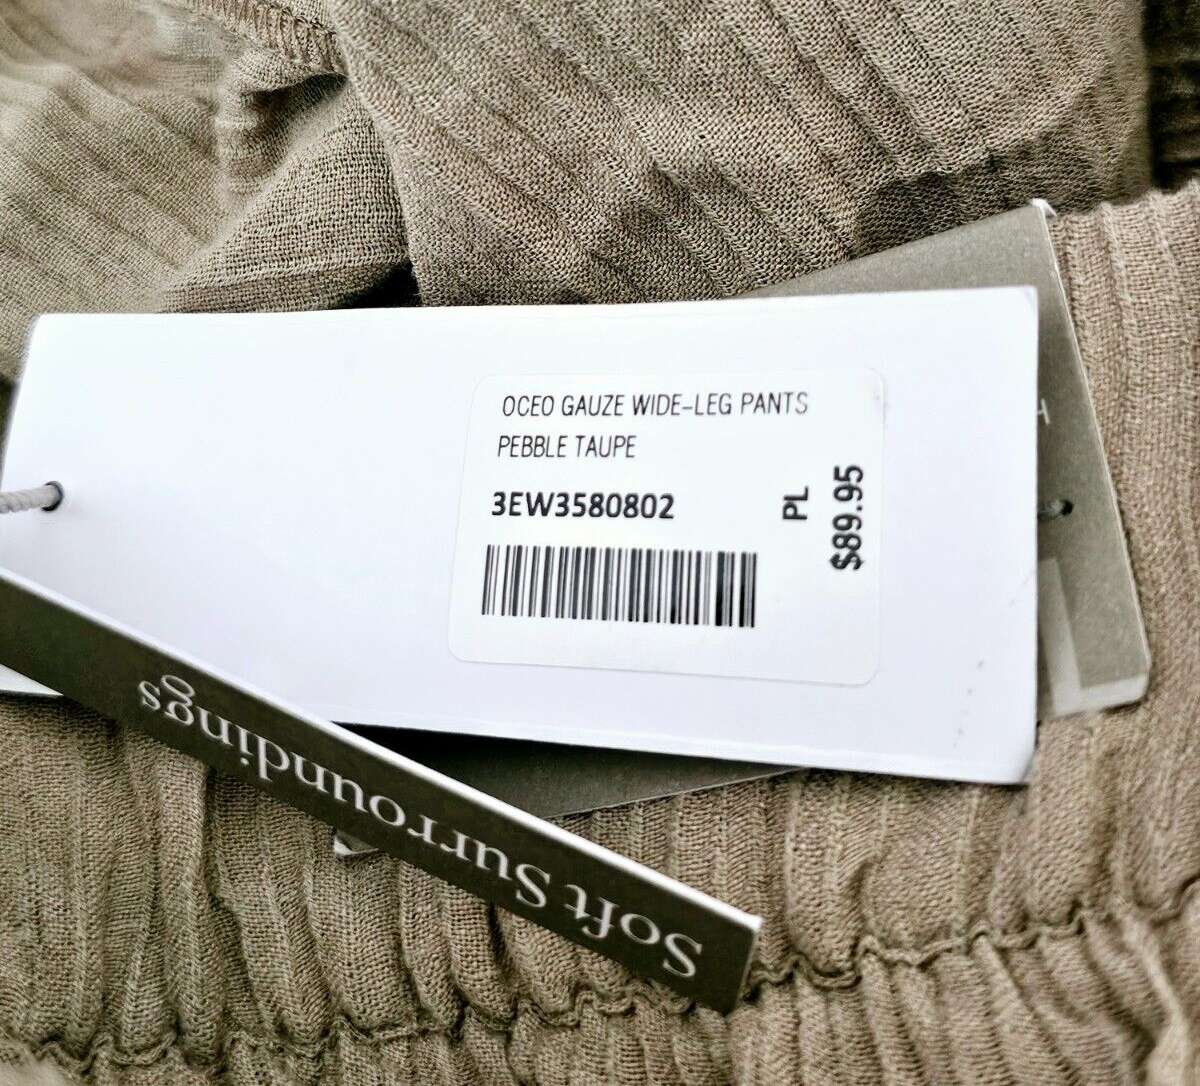 OCEO GAUZE WIDE-LEG PANTS
PEBBLE TAUPE
3EW3580802
PL
$89.95
Soft Surroundings